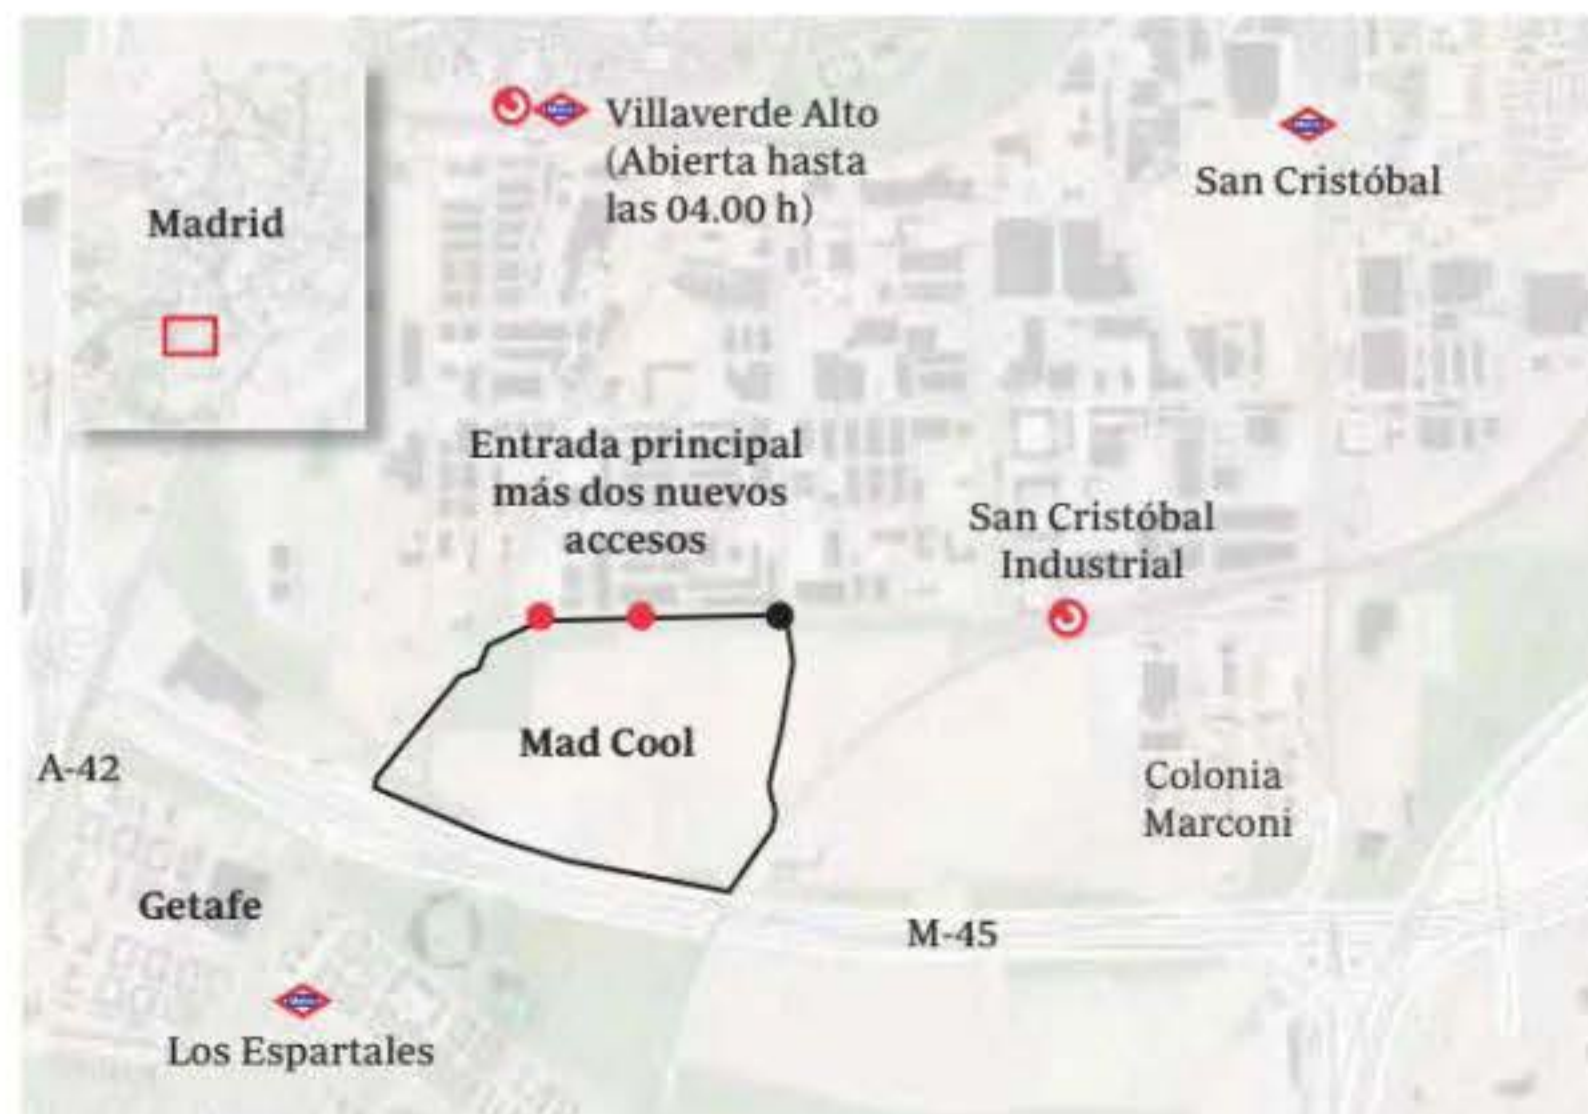 Villaverde Alto
(Abierta hasta
las 04.00 h)
San Cristóbal
Madrid
Entrada principal
más dos nuevos
accesos
San Cristóbal
Industrial
Mad Cool
A-42
Colonia
Marconi
Getafe
M-45
Los Espartales